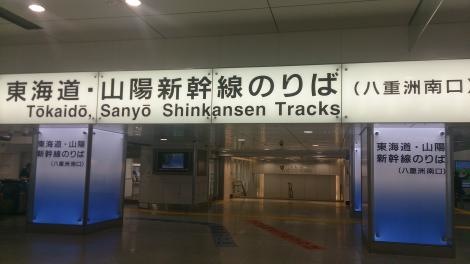 東海道・山陽新幹線のりば（八重洲南口）
Tōkaidō, Sanyō Shinkansen Tracks
東海道・山陽
新幹線のりば
（八重洲南口）
東海道・山陽
新幹線のりば
（八重洲南口）